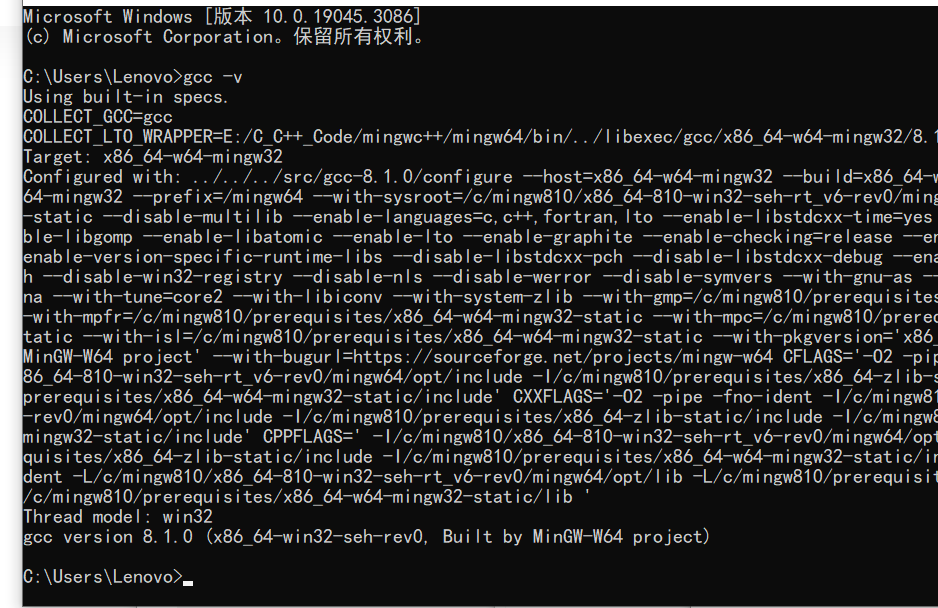 Microsoft Windows [版本 10.0.19045.3086]
(c) Microsoft Corporation。保留所有权利。
C:\Users\Lenovo>gcc -v
Using built-in specs.
COLLECT_GCC=gcc
COLLECT_LTO_WRAPPER=E:/C_C++_Code/mingwc++/mingw64/bin/../libexec/gcc/x86_64-w64-mingw32/8.1
Target: x86_64-w64-mingw32
Configured with: ../../../src/gcc-8.1.0/configure --host=x86_64-w64-mingw32 --build=x86_64-w
64-mingw32 --prefix=/mingw64 --with-sysroot=/c/mingw810/x86_64-810-win32-seh-rt_v6-rev0/ming
-static --disable-multilib --enable-languages=c,c++,fortran,lto --enable-libstdcxx-time=yes
ble-libgomp --enable-libatomic --enable-lto --enable-graphite --enable-checking=release --en
enable-version-specific-runtime-libs --disable-libstdcxx-pch --disable-libstdcxx-debug --ena
h --disable-win32-registry --disable-nls --disable-werror --disable-symvers --with-gnu-as --
na --with-tune=core2 --with-libiconv --with-system-zlib --with-gmp=/c/mingw810/prerequisites
-with-mpfr=/c/mingw810/prerequisites/x86_64-w64-mingw32-static --with-mpc=/c/mingw810/prereq
tatic --with-isl=/c/mingw810/prerequisites/x86_64-w64-mingw32-static --with-pkgversion='x86_
MinGW-W64 project' --with-bugurl=https://sourceforge.net/projects/mingw-w64 CFLAGS='-O2 -pip
86_64-810-win32-seh-rt_v6-rev0/mingw64/opt/include -I/c/mingw810/prerequisites/x86_64-zlib-s
prerequisites/x86_64-w64-mingw32-static/include' CXXFLAGS='-O2 -pipe -fno-ident -I/c/mingw81
-rev0/mingw64/opt/include -I/c/mingw810/prerequisites/x86_64-zlib-static/include -I/c/mingw8
mingw32-static/include' CPPFLAGS=' -I/c/mingw810/x86_64-810-win32-seh-rt_v6-rev0/mingw64/opt
quisites/x86_64-zlib-static/include -I/c/mingw810/prerequisites/x86_64-w64-mingw32-static/in
dent -L/c/mingw810/x86_64-810-win32-seh-rt_v6-rev0/mingw64/opt/lib -L/c/mingw810/prerequisit
/c/mingw810/prerequisites/x86_64-w64-mingw32-static/lib '
Thread model: win32
gcc version 8.1.0 (x86_64-win32-seh-rev0, Built by MinGW-W64 project)
C:\Users\Lenovo>